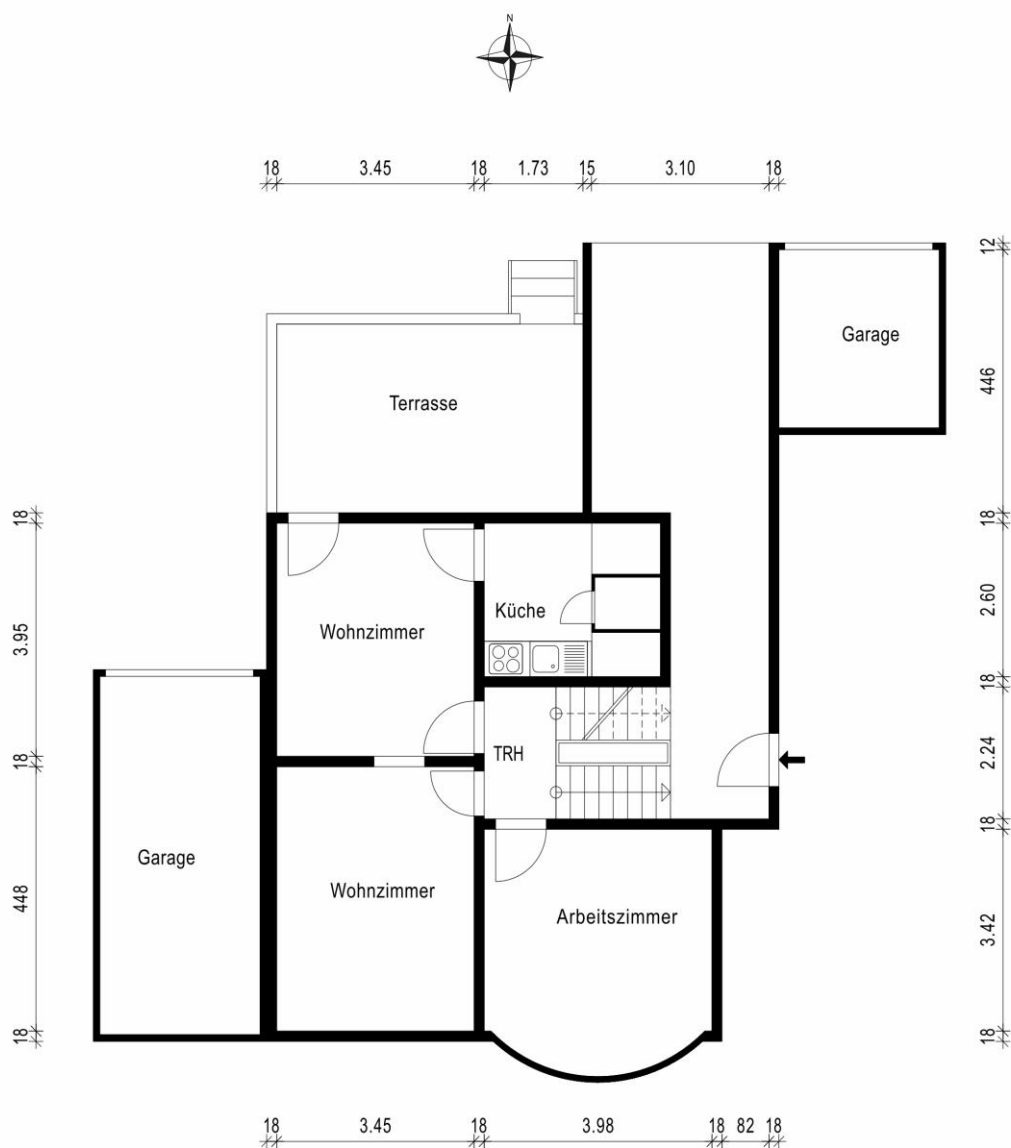 N
18 3.45 18 1.73 15 3.10 18
12
446
18
2.60
18
2.24
18
3.42
18
Garage
Terrasse
18
3.95
18
448
18
Küche
Wohnzimmer
TRH
Garage
Wohnzimmer
Arbeitszimmer
18 3.45 18 3.98 18 82 18